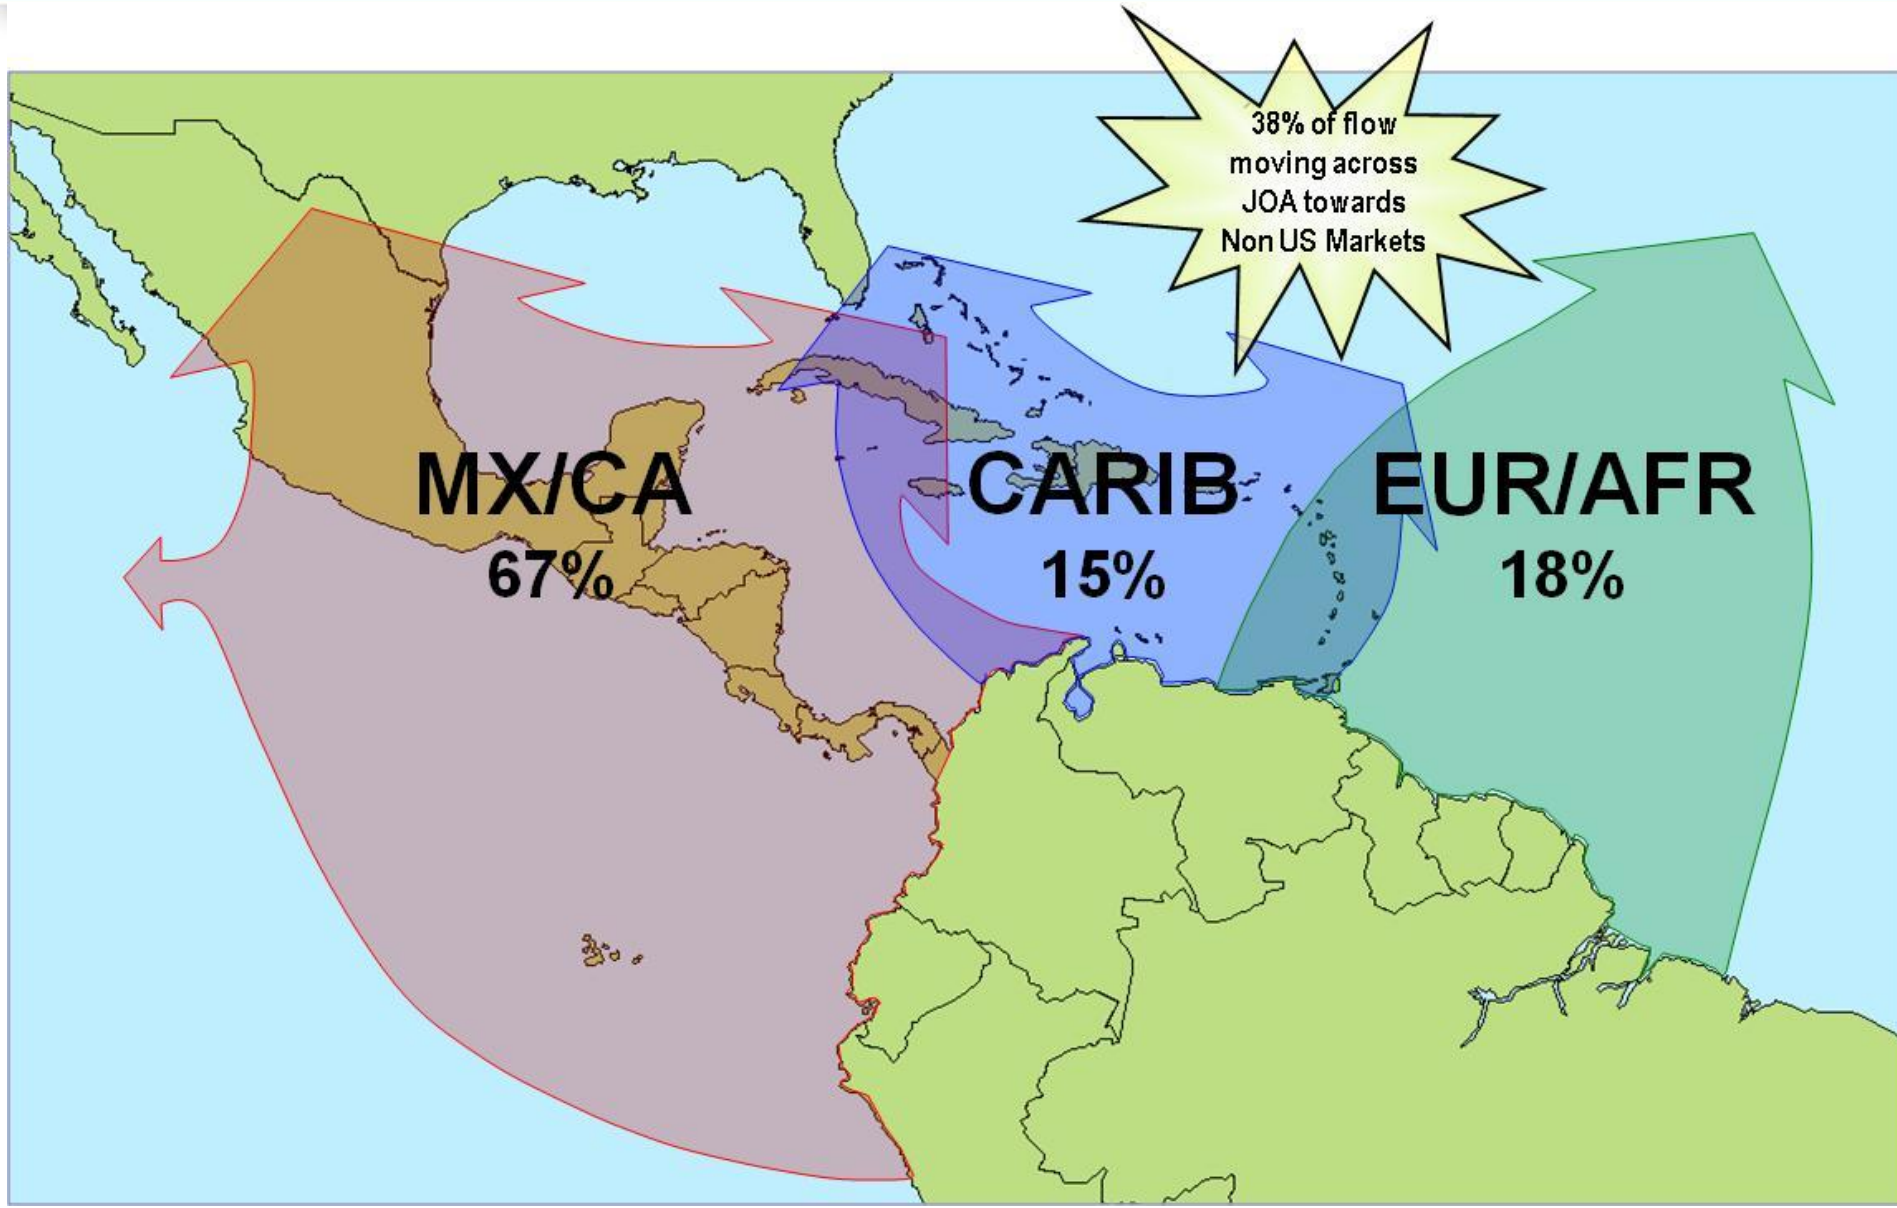 38% of flow
moving across
JOA towards
Non US Markets
MX/CA
67%
CARIB
15%
EUR/AFR
18%